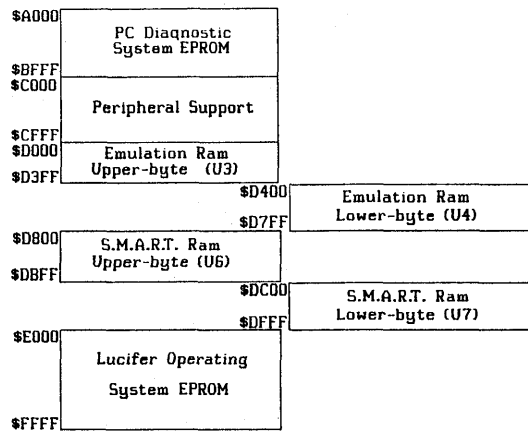 $A000
PC Diagnostic
System EPROM
$BFFF
$C000
Peripheral Support
$CFFF
$D000
Emulation Ram
Upper-byte (U3)
$D3FF
$D400
Emulation Ram
Lower-byte (U4)
$D7FF
$D800
S.M.A.R.T. Ram
Upper-byte (U6)
$DBFF
$DC00
S.M.A.R.T. Ram
Lower-byte (U7)
$DFFF
$E000
Lucifer Operating
System EPROM
$FFFF